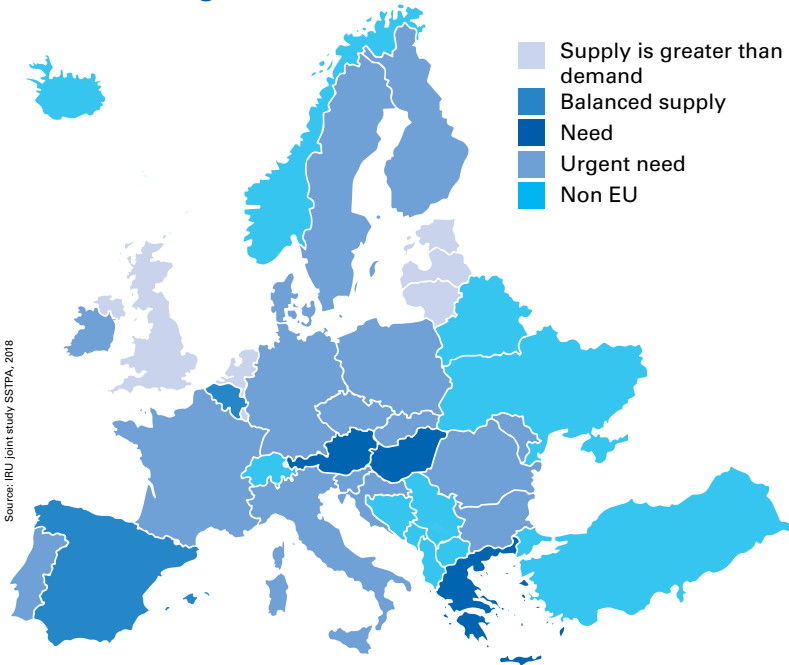 Supply is greater than
demand
Balanced supply
Need
Urgent need
Non EU
Source: IRU joint study SSTPA, 2018